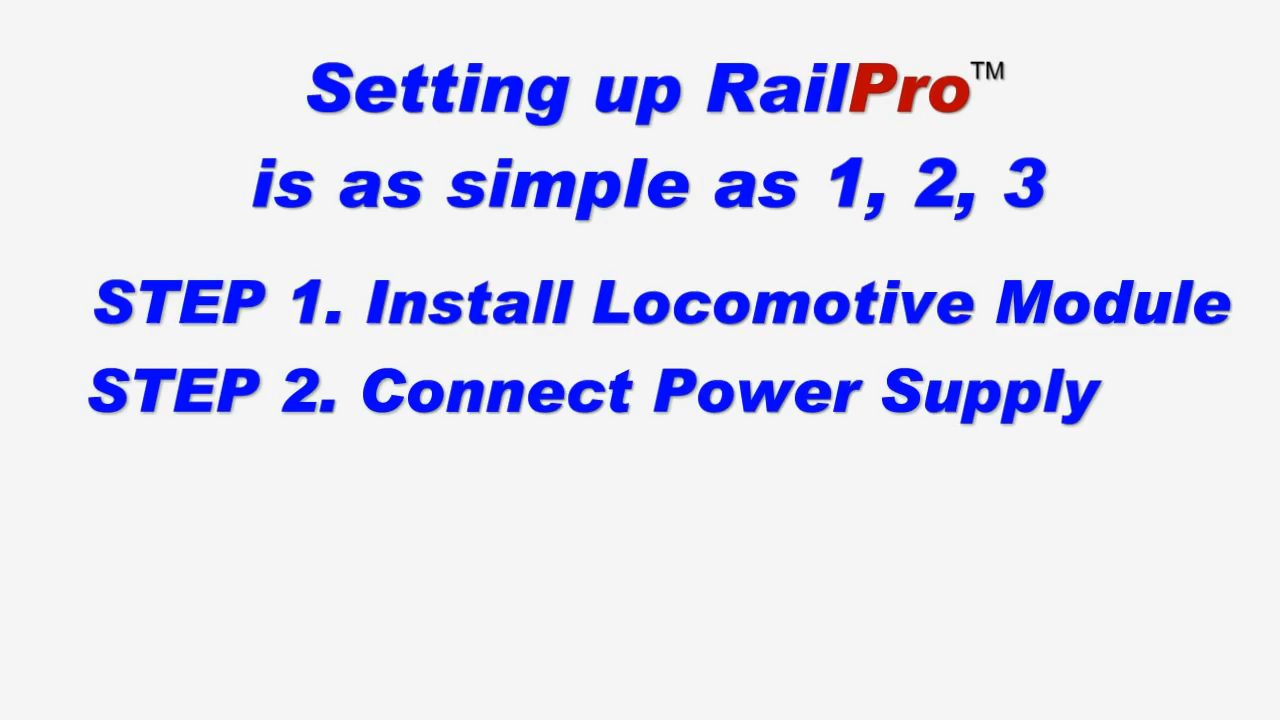 Setting up RailPro™
is as simple as 1, 2, 3
STEP 1. Install Locomotive Module
STEP 2. Connect Power Supply